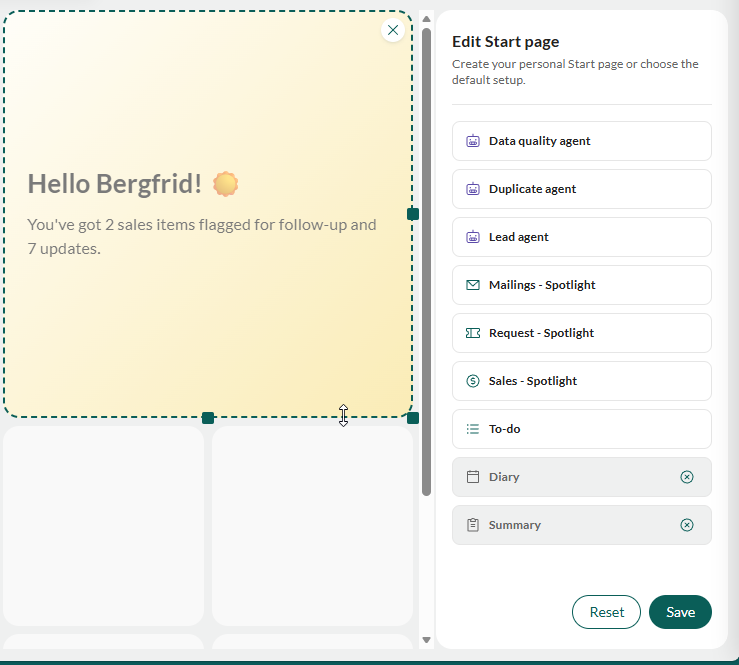 Hello Bergfrid!
You've got 2 sales items flagged for follow-up and
7 updates.
Edit Start page
Create your personal Start page or choose the
default setup.
Data quality agent
Duplicate agent
Lead agent
Mailings - Spotlight
Request - Spotlight
Sales - Spotlight
To-do
Diary
Summary
Reset
Save